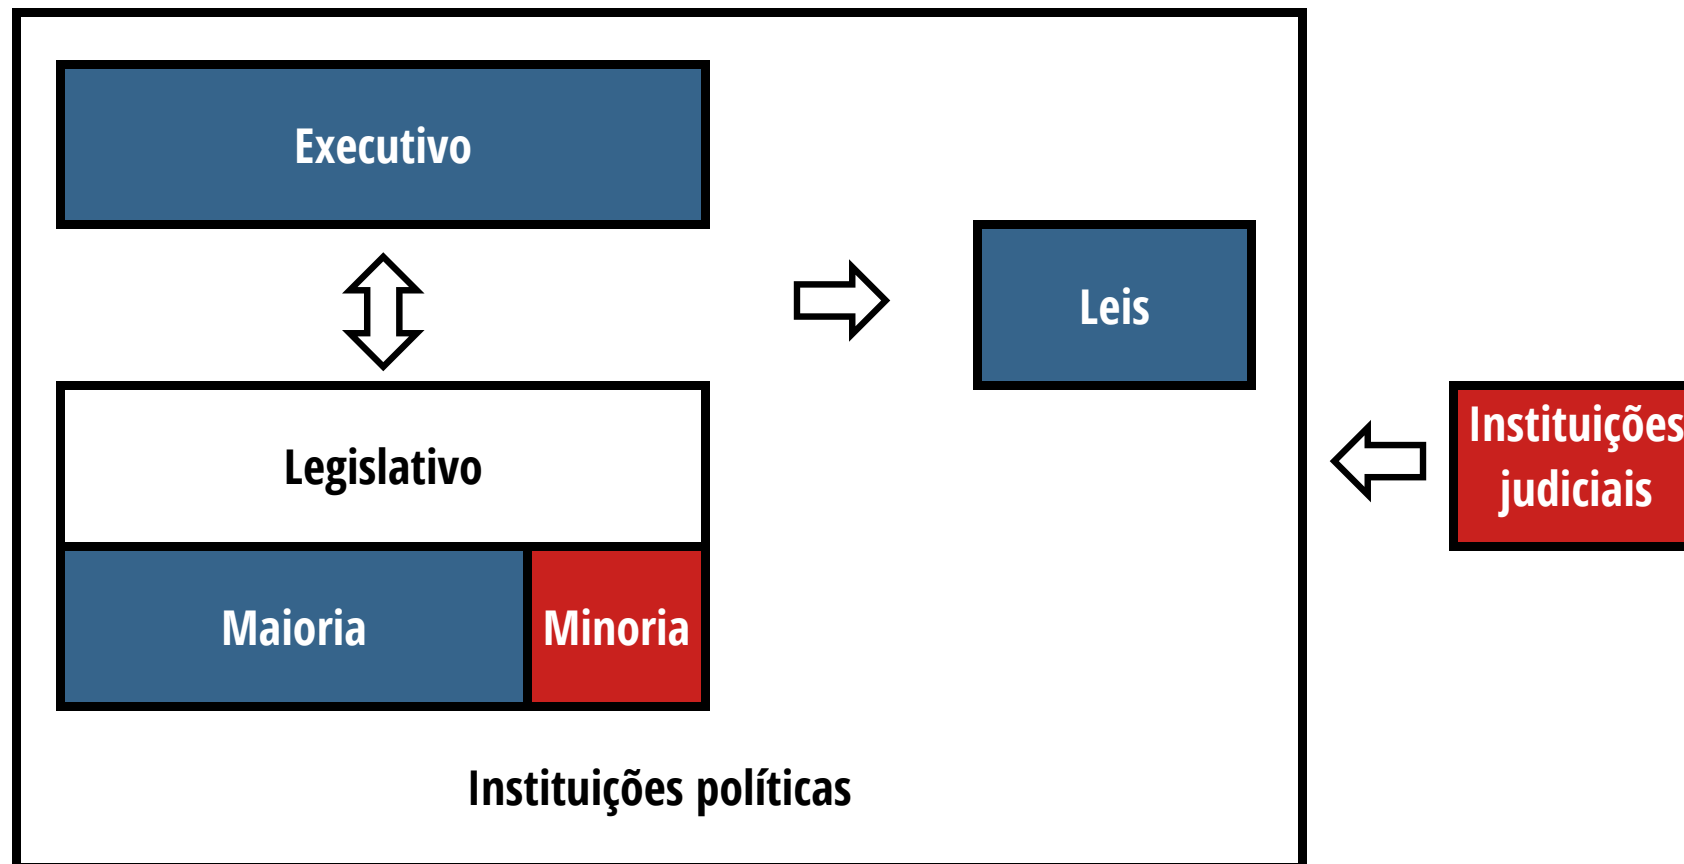 Executivo
Leis
Legislativo
Instituições
judiciais
Maioria
Minoria
Instituições políticas